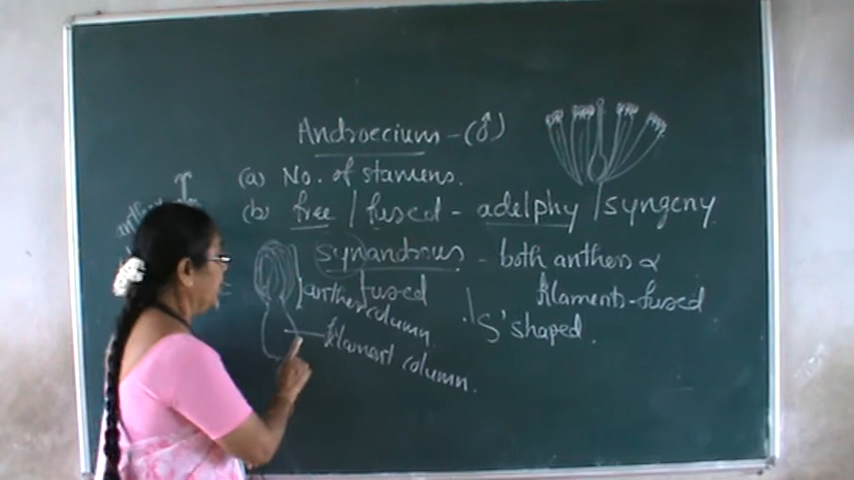 Androecium - (♂)
(a) No. of stamens.
(b) free / fused - adelphy / syngeny
synandrous - both anthers &
filaments - fused
fused
anther column
'S' shaped.
filament column.